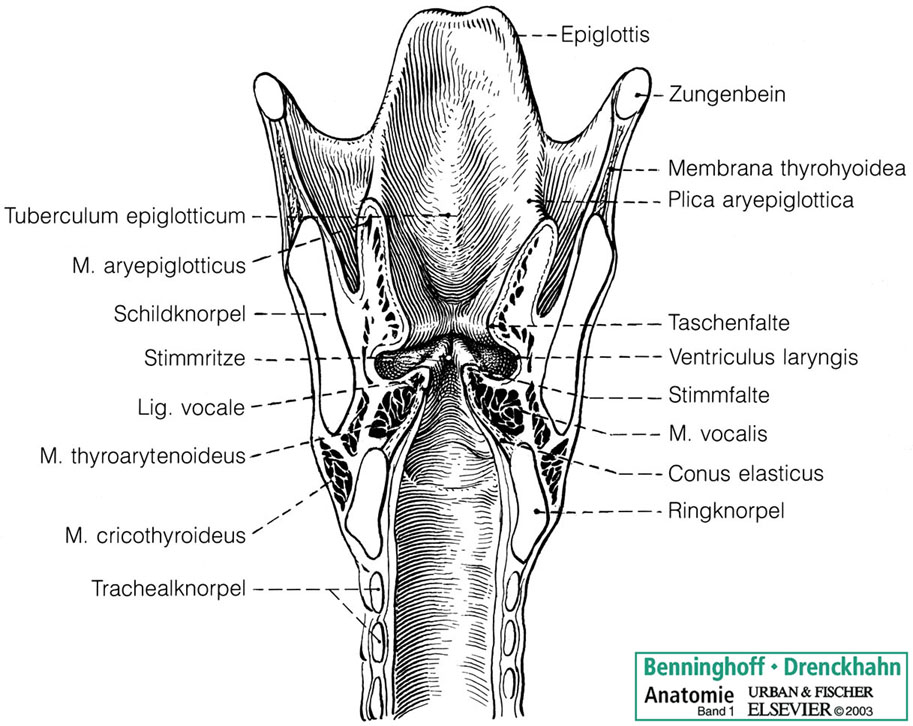 Epiglottis
Zungenbein
Membrana thyrohyoidea
Plica aryepiglottica
Tuberculum epiglotticum
M. aryepiglotticus
Schildknorpel
Taschenfalte
Stimmritze
Ventriculus laryngis
Stimmfalte
Lig. vocale
M. vocalis
M. thyroarytenoideus
Conus elasticus
Ringknorpel
M. cricothyroideus
Trachealknorpel
Benninghoff • Drenckhahn
Anatomie URBAN & FISCHER
Band 1 ELSEVIER © 2003